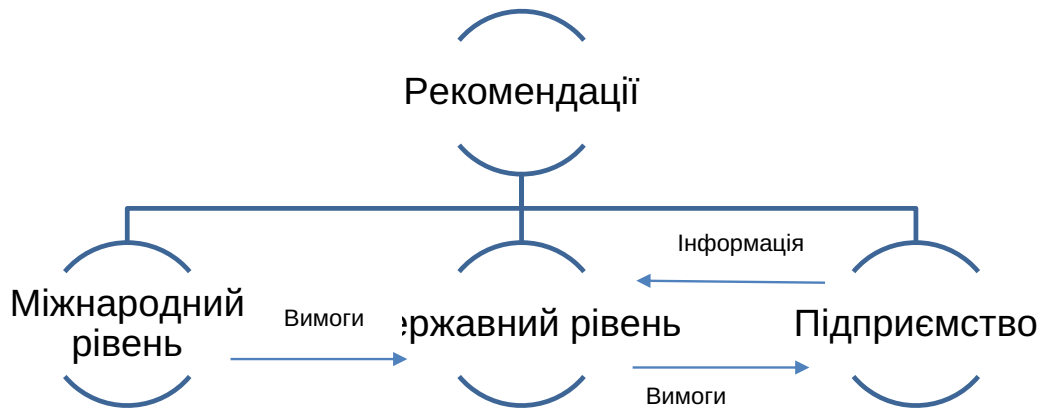 Рекомендації
Інформація
Міжнародний
рівень
Вимоги
ержавний рівень
Підприємство
Вимоги